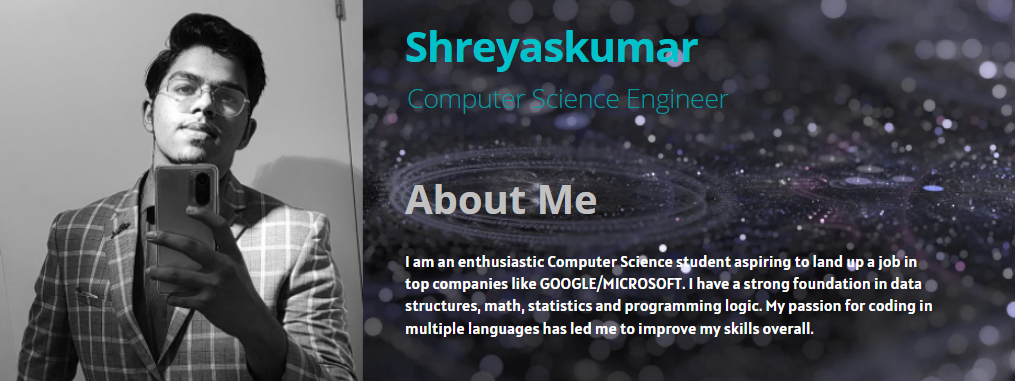 Shreyaskumar
Computer Science Engineer
About Me
I am an enthusiastic Computer Science student aspiring to land up a job in
top companies like GOOGLE/MICROSOFT. I have a strong foundation in data
structures, math, statistics and programming logic. My passion for coding in
multiple languages has led me to improve my skills overall.